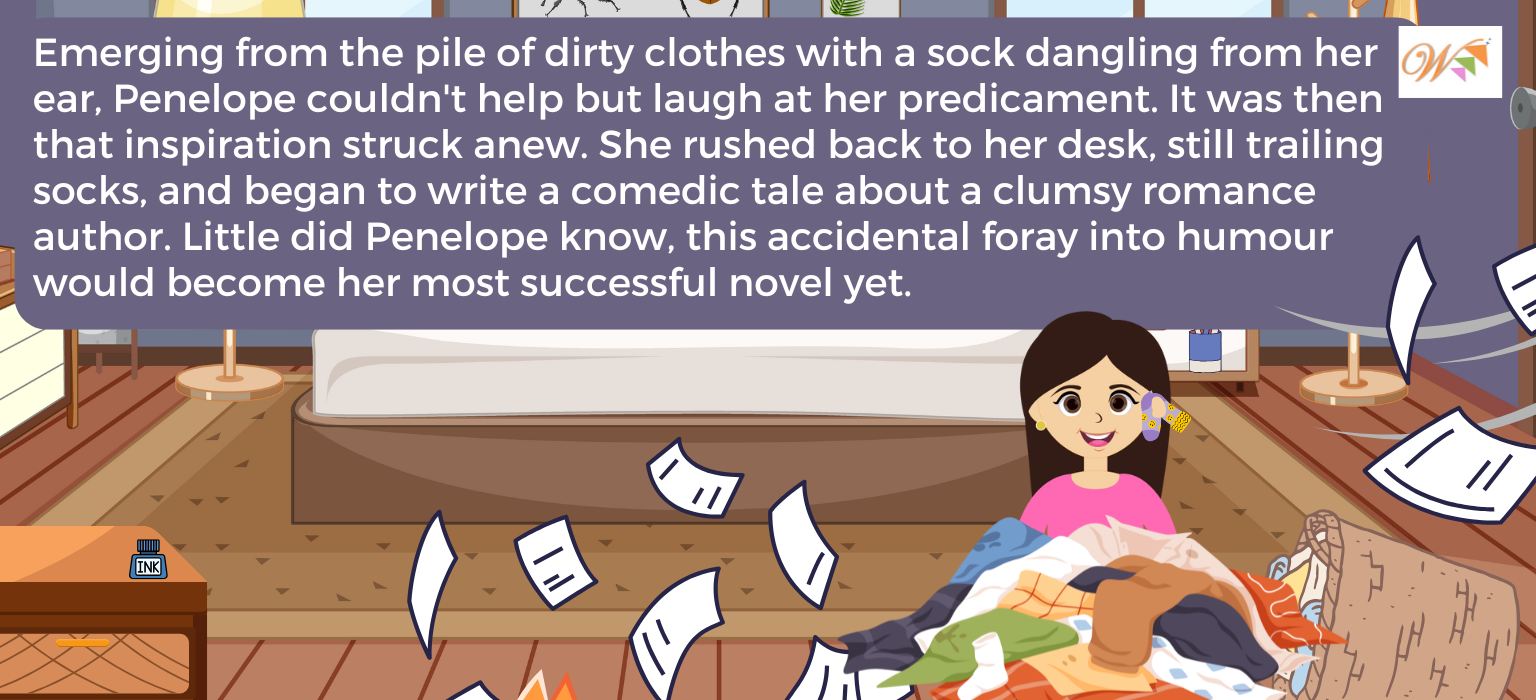 Emerging from the pile of dirty clothes with a sock dangling from her
ear, Penelope couldn't help but laugh at her predicament. It was then
that inspiration struck anew. She rushed back to her desk, still trailing
socks, and began to write a comedic tale about a clumsy romance
author. Little did Penelope know, this accidental foray into humour
would become her most successful novel yet.
W
INK